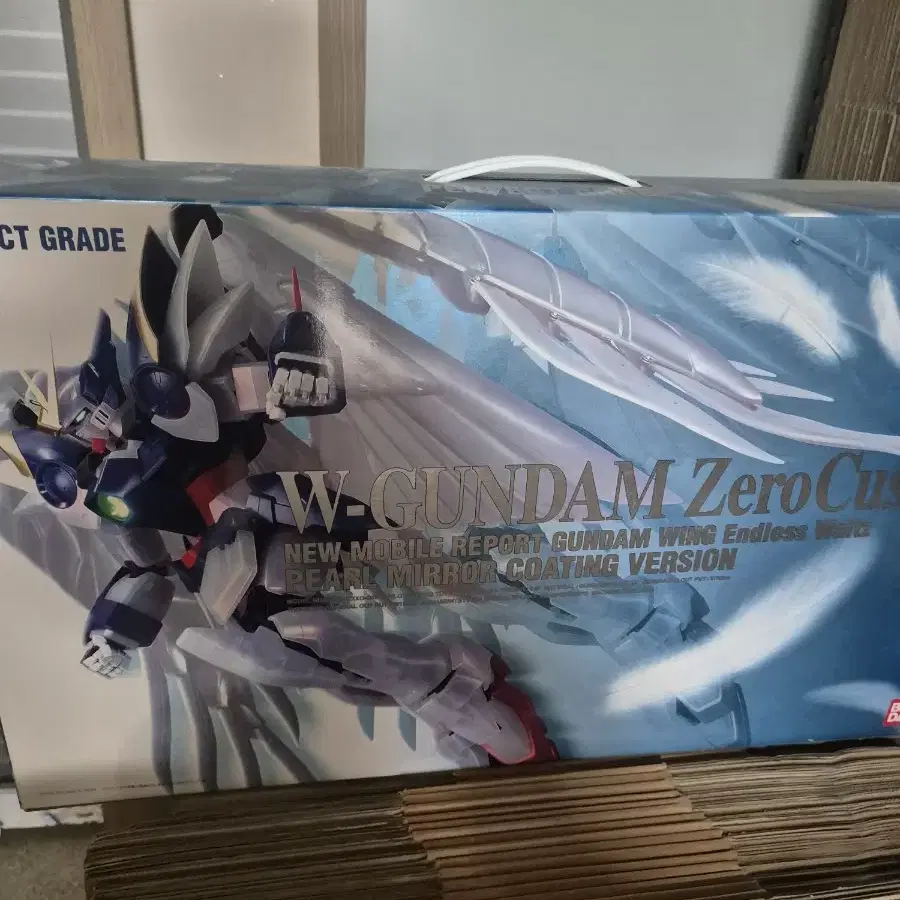 CT GRADE
W-GUNDAM ZeroCus
NEW MOBILE REPORT GUNDAM WING Endless Waltz
PEARL MIRROR COATING VERSION